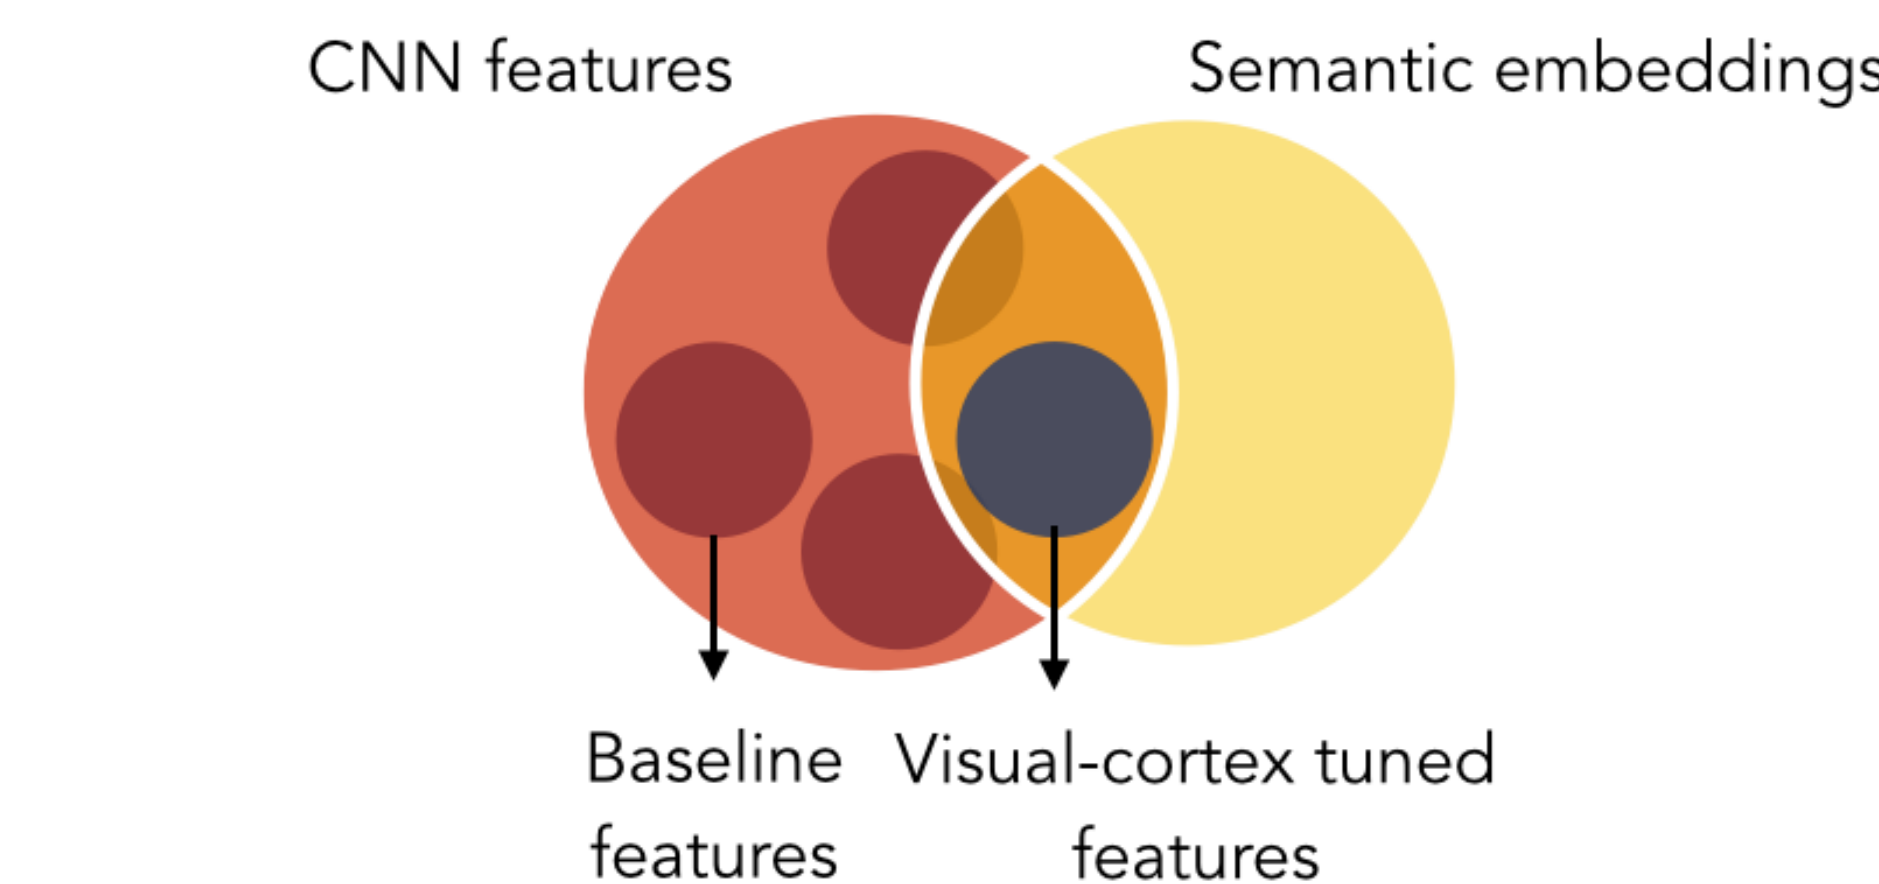 CNN features
Semantic embeddings
Baseline
features
Visual-cortex tuned
features